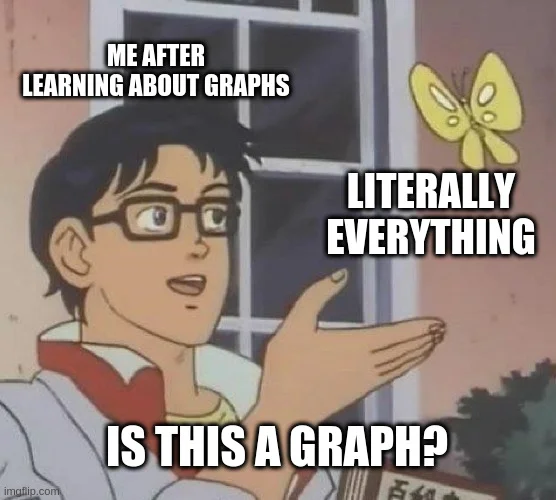 ME AFTER
LEARNING ABOUT GRAPHS
LITERALLY
EVERYTHING
IS THIS A GRAPH?
imgflip.com